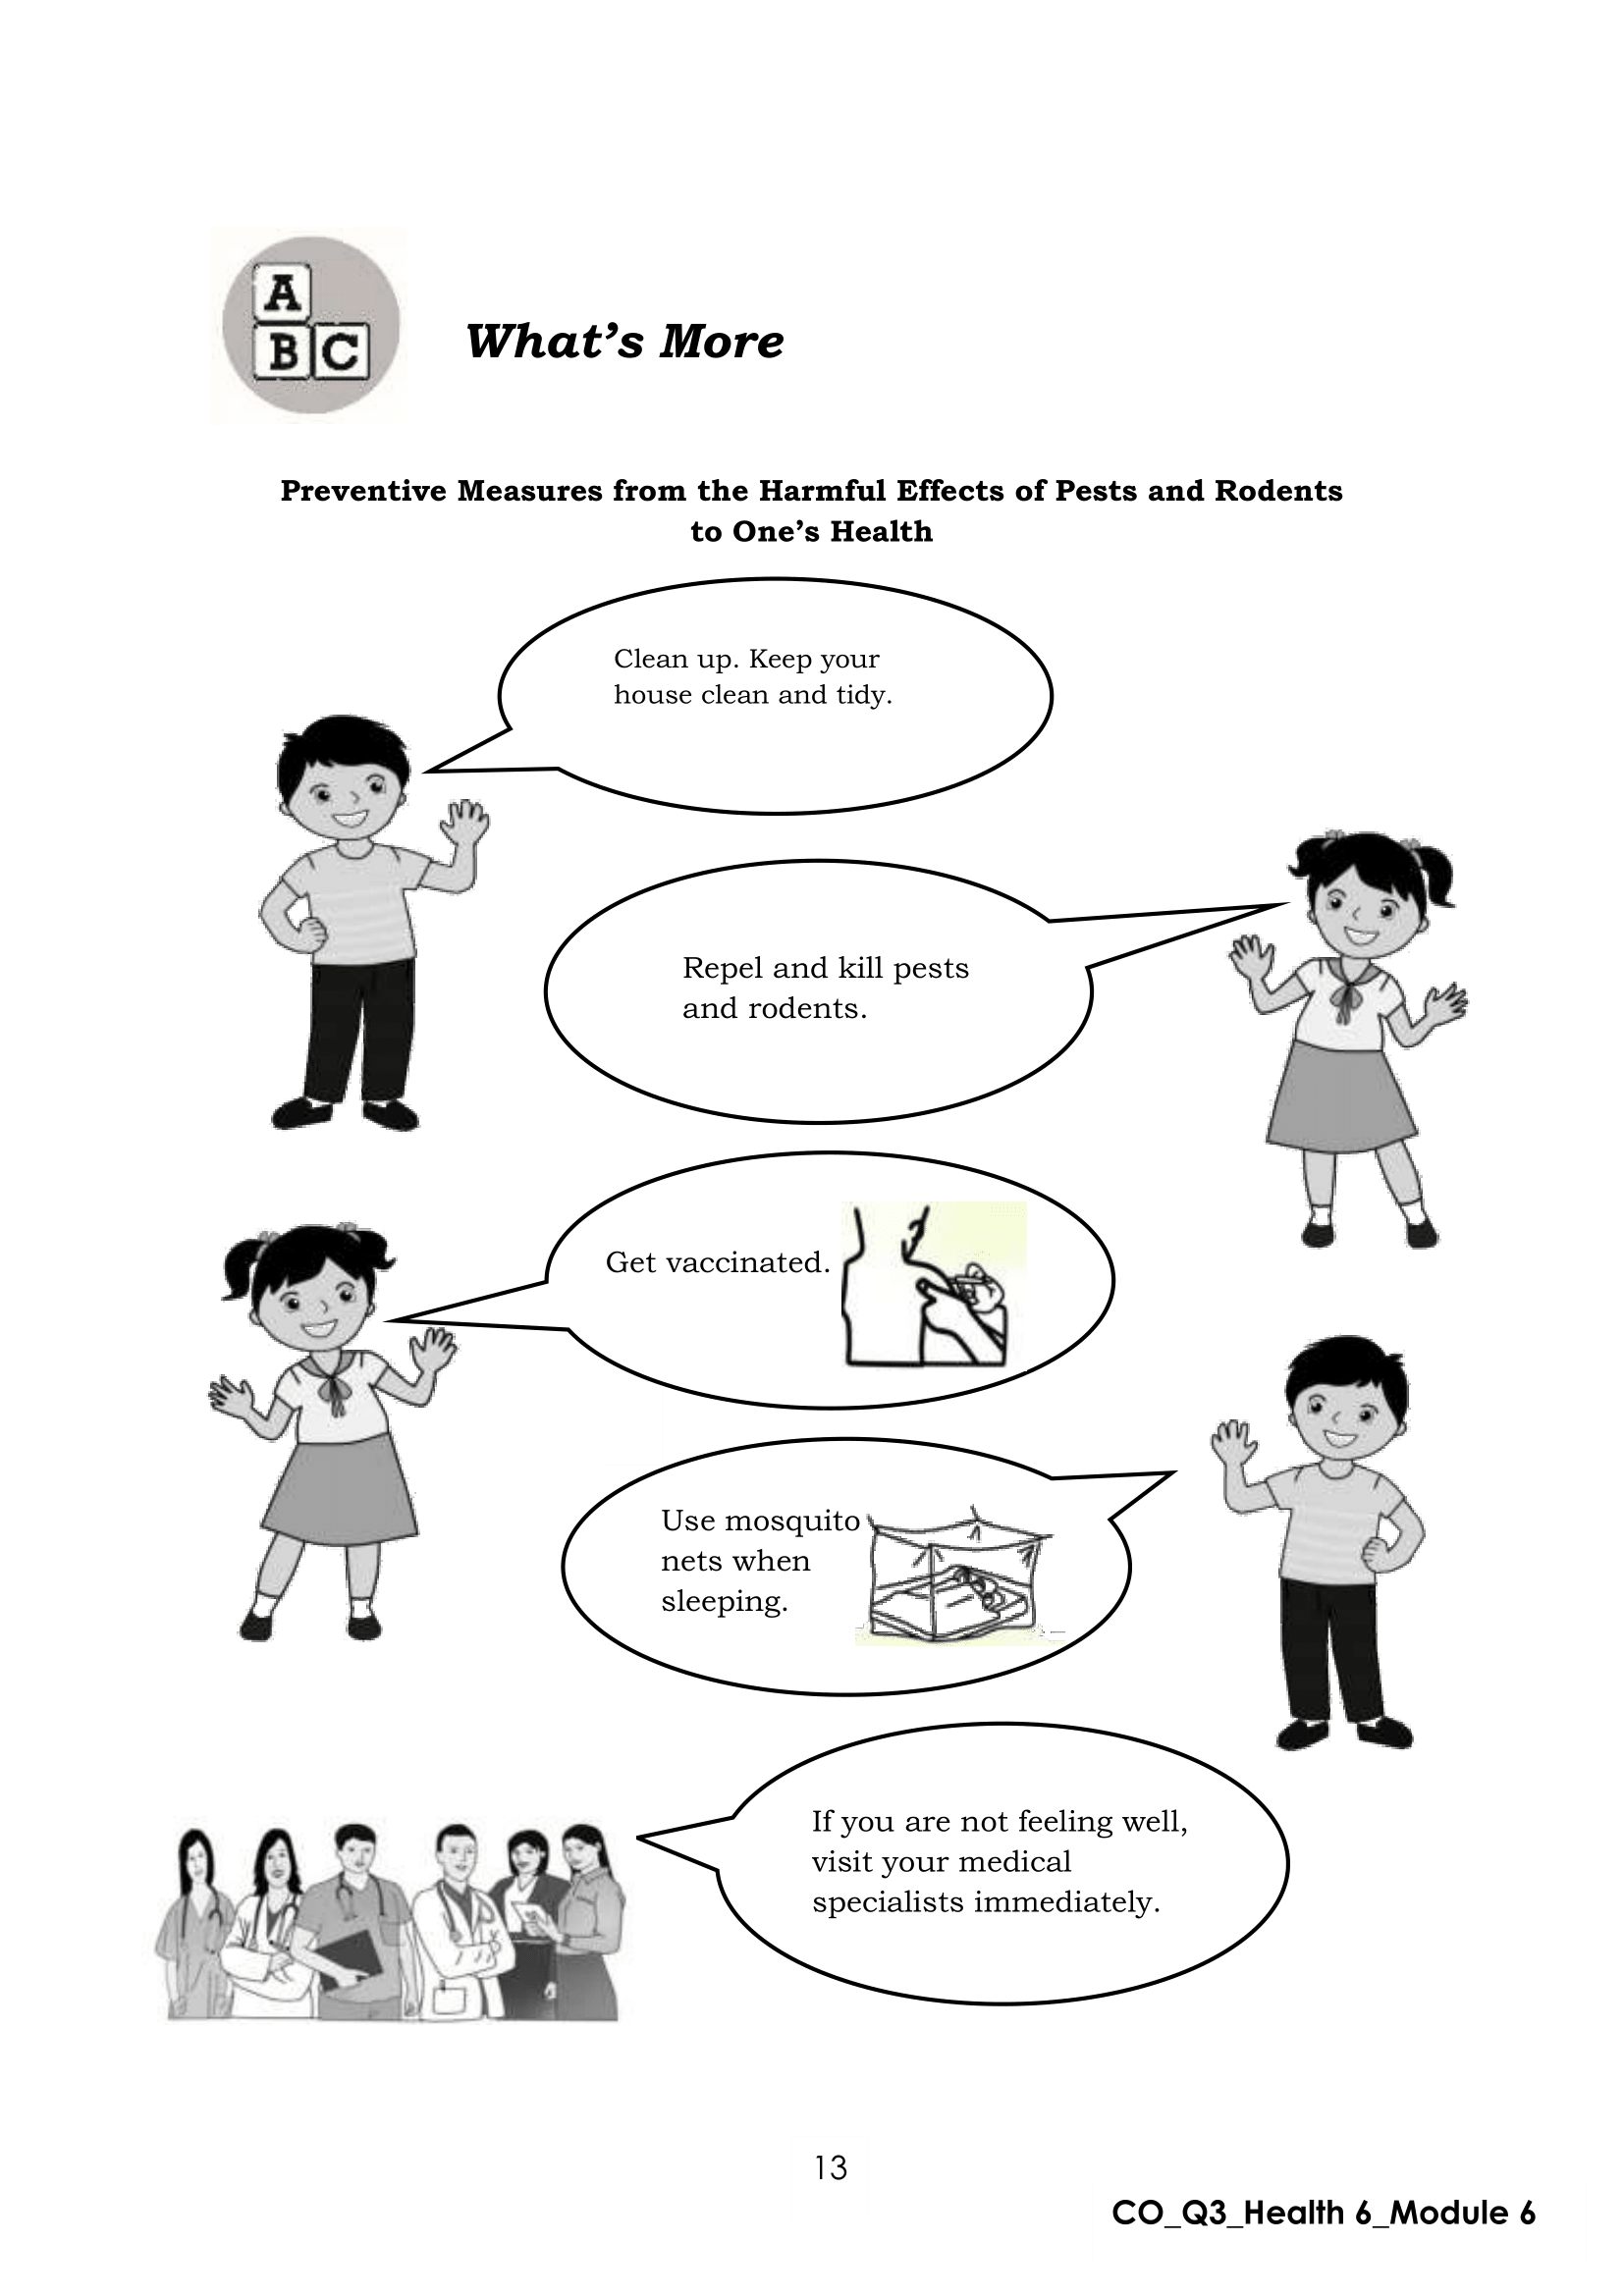 A
B C
What's More
Preventive Measures from the Harmful Effects of Pests and Rodents
to One's Health
Clean up. Keep your
house clean and tidy.
Repel and kill pests
and rodents.
Get vaccinated.
Use mosquito
nets when
sleeping.
If you are not feeling well,
visit your medical
specialists immediately.
13
CO_Q3_Health 6_Module 6